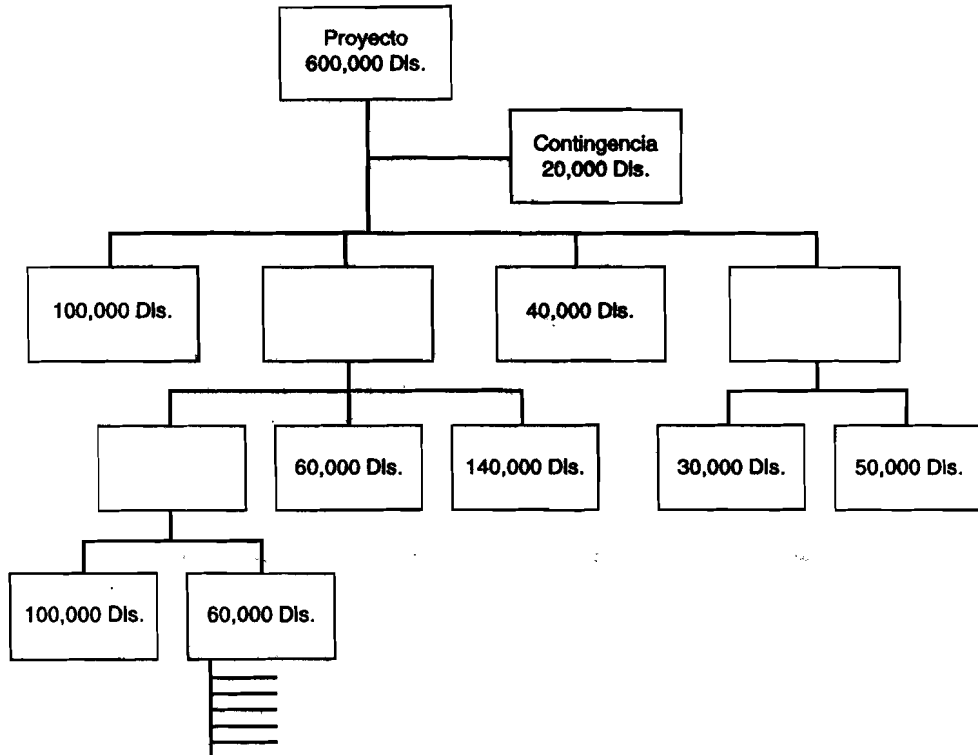 Proyecto
600,000 Dls.
Contingencia
20,000 Dls.
100,000 Dls.
40,000 Dls.
60,000 Dls.
140,000 Dls.
30,000 Dls.
50,000 Dls.
100,000 Dls.
60,000 Dls.